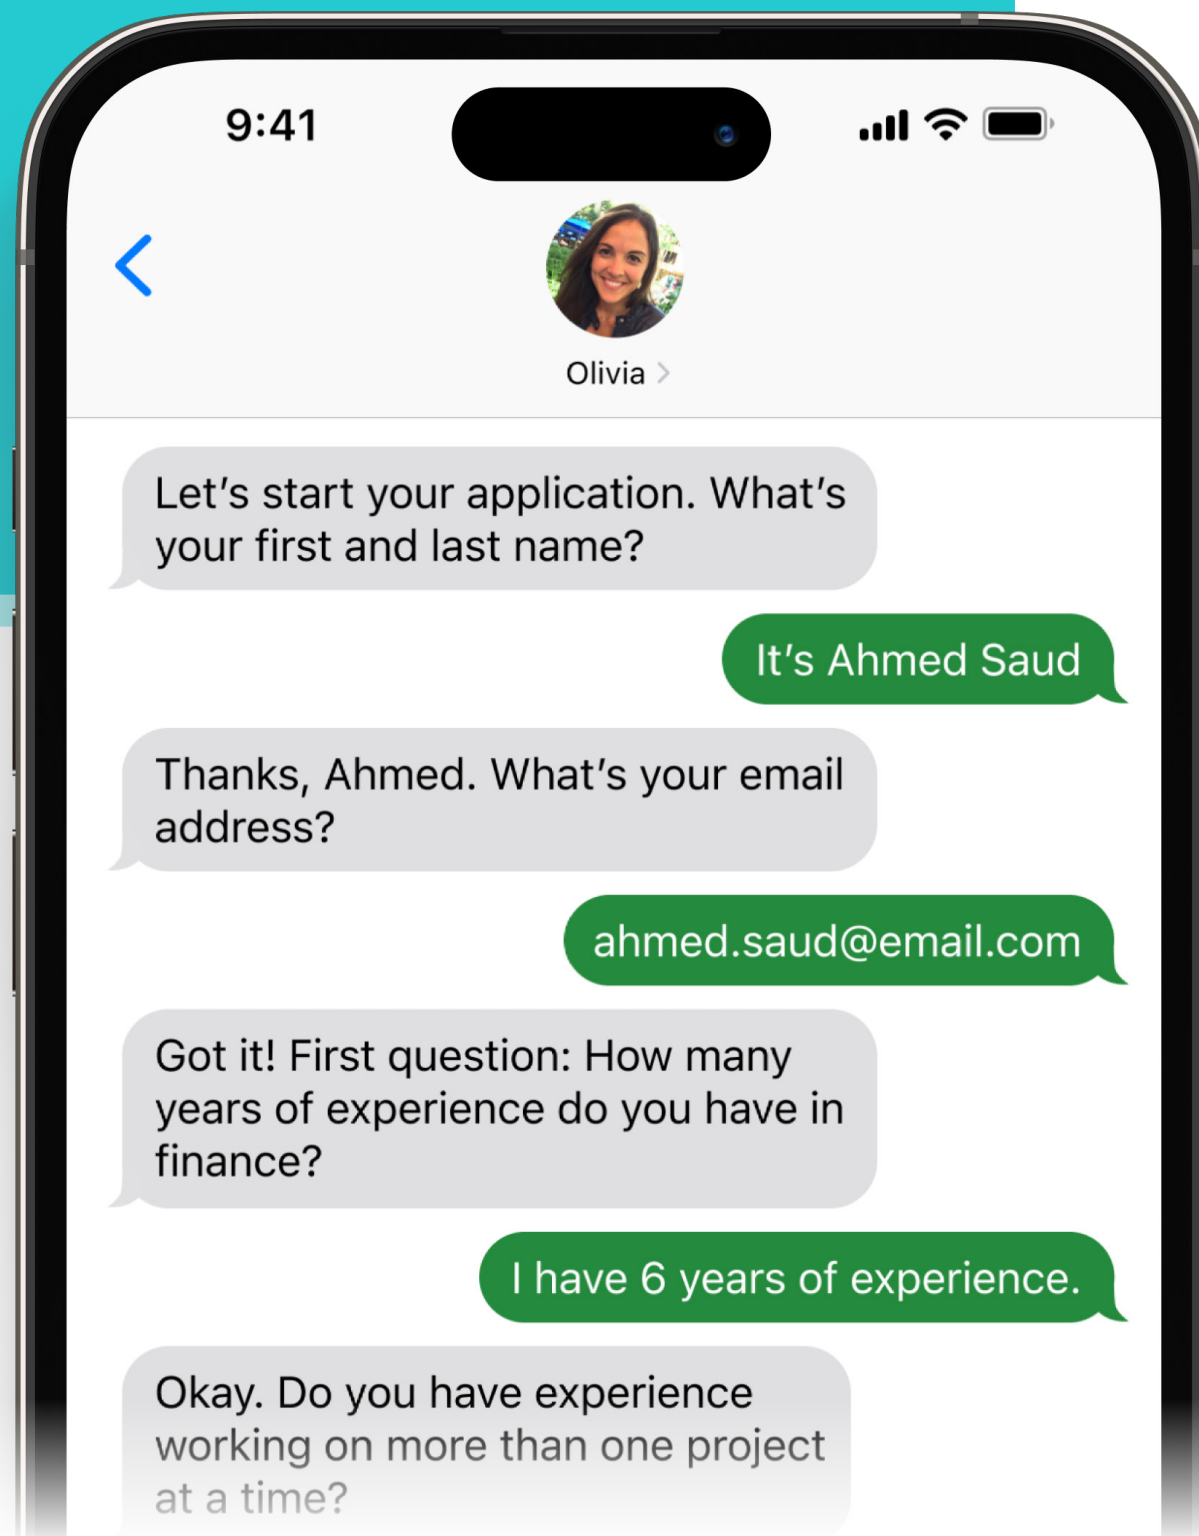 9:41
Olivia
Let’s start your application. What’s
your first and last name?
It’s Ahmed Saud
Thanks, Ahmed. What’s your email
address?
ahmed.saud@email.com
Got it! First question: How many
years of experience do you have in
finance?
I have 6 years of experience.
Okay. Do you have experience
working on more than one project
at a time?